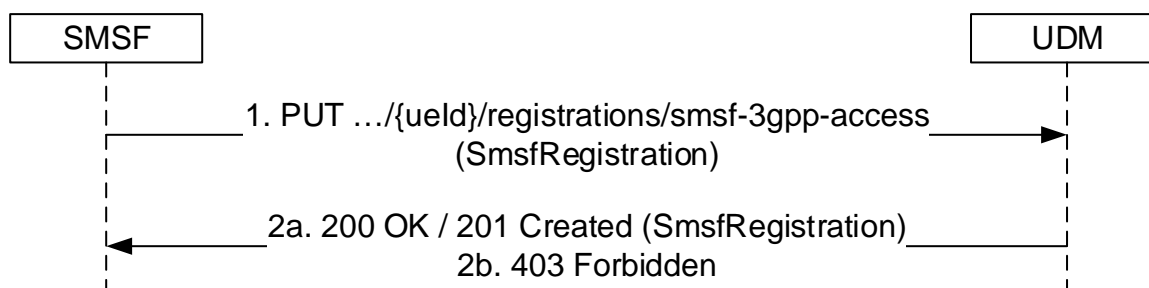 SMSF
UDM
1. PUT …/{ueId}/registrations/smsf-3gpp-access
(SmsfRegistration)
2a. 200 OK / 201 Created (SmsfRegistration)
2b. 403 Forbidden